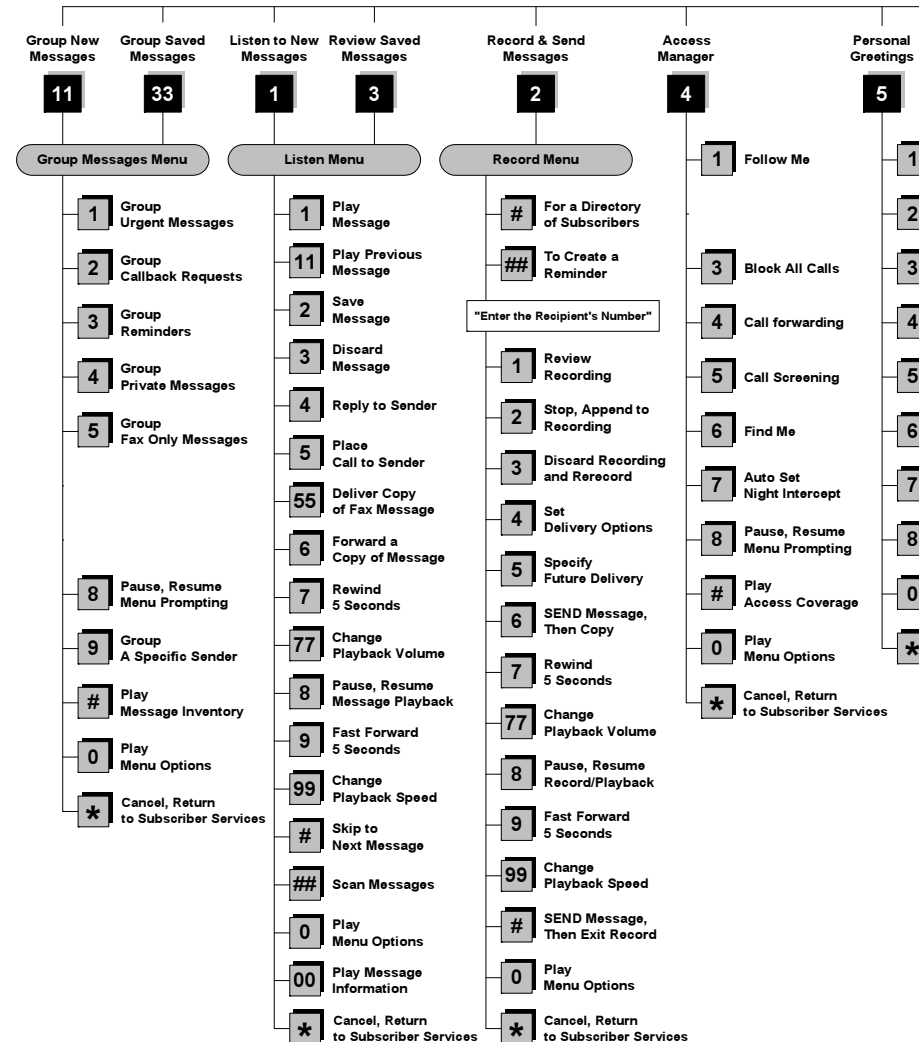 Group New
Messages
11
Group Saved
Messages
33
Group Messages Menu
1 Group
Urgent Messages
2 Group
Callback Requests
3 Group
Reminders
4 Group
Private Messages
5 Group
Fax Only Messages
8 Pause, Resume
Menu Prompting
9 Group
A Specific Sender
# Play
Message Inventory
0 Play
Menu Options
* Cancel, Return
to Subscriber Services
Listen to New
Messages
1
Review Saved
Messages
3
Listen Menu
1 Play
Message
11 Play Previous
Message
2 Save
Message
3 Discard
Message
4 Reply to Sender
5 Place
Call to Sender
55 Deliver Copy
of Fax Message
6 Forward a
Copy of Message
7 Rewind
5 Seconds
77 Change
Playback Volume
8 Pause, Resume
Message Playback
9 Fast Forward
5 Seconds
99 Change
Playback Speed
# Skip to
Next Message
## Scan Messages
0 Play
Menu Options
00 Play Message
Information
* Cancel, Return
to Subscriber Services
Record & Send
Messages
2
Record Menu
# For a Directory
of Subscribers
## To Create a
Reminder
"Enter the Recipient's Number"
1 Review
Recording
2 Stop, Append to
Recording
3 Discard Recording
and Rerecord
4 Set
Delivery Options
5 Specify
Future Delivery
6 SEND Message,
Then Copy
7 Rewind
5 Seconds
77 Change
Playback Volume
8 Pause, Resume
Record/Playback
9 Fast Forward
5 Seconds
99 Change
Playback Speed
# SEND Message,
Then Exit Record
0 Play
Menu Options
* Cancel, Return
to Subscriber Services
Access
Manager
4
1 Follow Me
3 Block All Calls
4 Call forwarding
5 Call Screening
6 Find Me
7 Auto Set
Night Intercept
8 Pause, Resume
Menu Prompting
# Play
Access Coverage
0 Play
Menu Options
* Cancel, Return
to Subscriber Services
Personal
Greetings
5
1
2
3
4
5
6
7
8
0
*